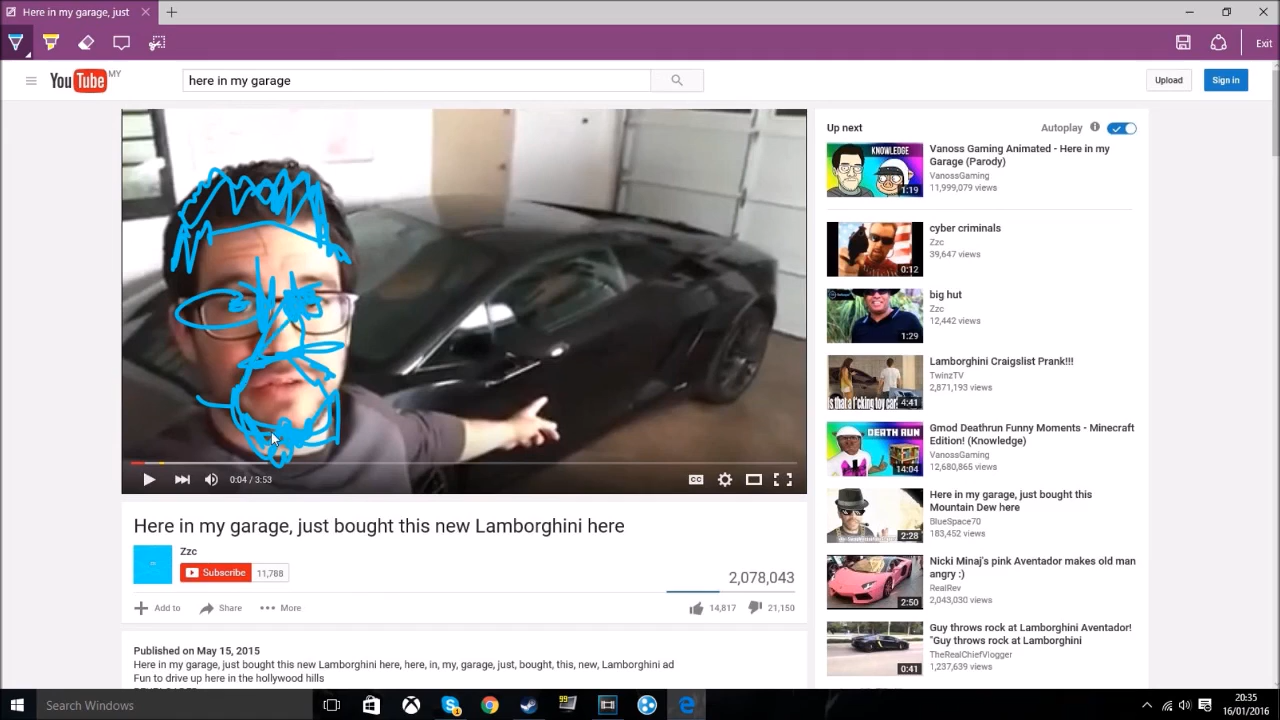 Here in my garage, just
Exit
YouTube MY
here in my garage
Upload
Sign in
Up next
Autoplay
KNOWLEDGE
1:19
Vanoss Gaming Animated - Here in my
Garage (Parody)
VanossGaming
11,999,079 views
0:12
cyber criminals
Zzc
39,647 views
1:29
big hut
Zzc
12,442 views
4:41
Lamborghini Craigslist Prank!!!
TwinzTV
2,871,193 views
DEATH RUN
14:04
Gmod Deathrun Funny Moments - Minecraft
Edition! (Knowledge)
VanossGaming
12,680,865 views
2:28
Here in my garage, just bought this
Mountain Dew here
BlueSpace70
183,452 views
2:50
Nicki Minaj's pink Aventador makes old man
angry :)
RealRev
2,043,030 views
0:41
Guy throws rock at Lamborghini Aventador!
"Guy throws rock at Lamborghini
TheRealChiefVlogger
1,237,639 views
0:04 / 3:53
CC
Here in my garage, just bought this new Lamborghini here
Zzc
Subscribe 11,788
2,078,043
Add to Share More
14,817 21,150
Published on May 15, 2015
Here in my garage, just bought this new Lamborghini here, here, in, my, garage, just, bought, this, new, Lamborghini ad
Fun to drive up here in the hollywood hills
Search Windows
99
20:35
16/01/2016